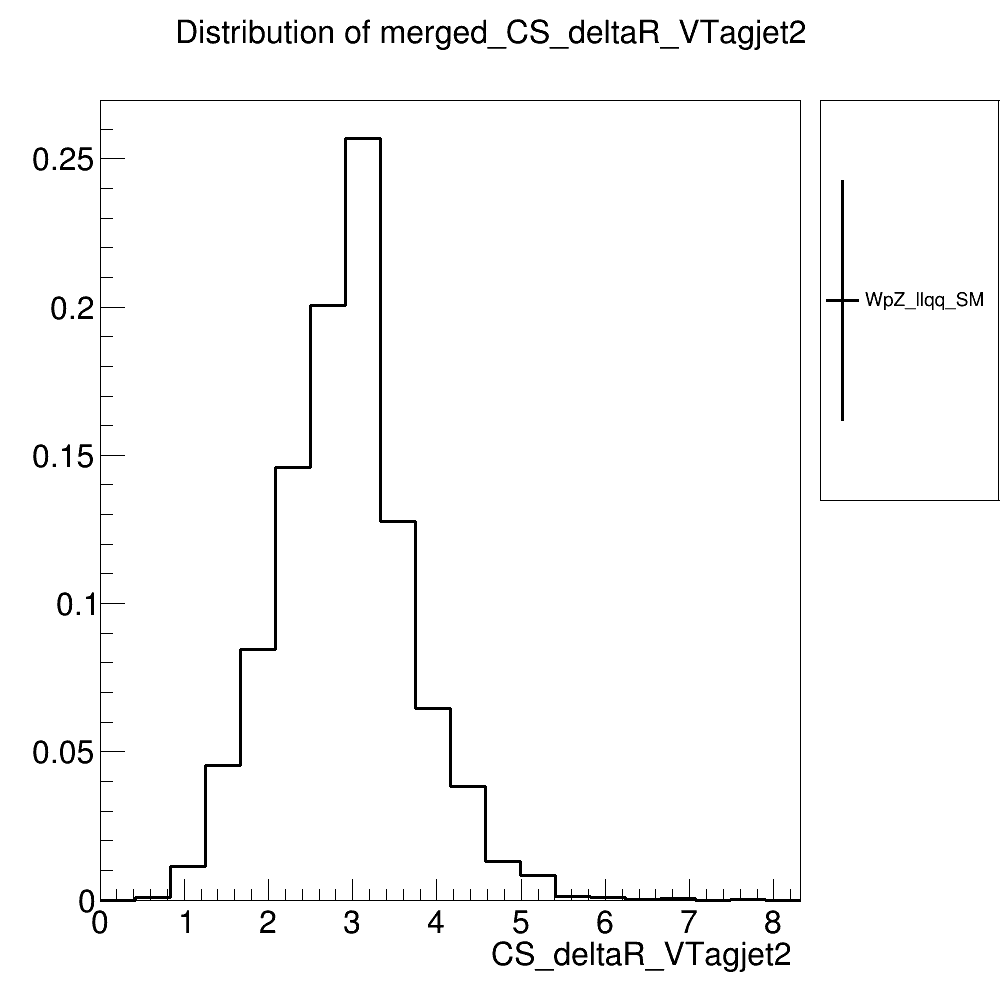 Distribution of merged_CS_deltaR_VTagjet2
0.25
0.2
0.15
0.1
0.05
0
0 1 2 3 4 5 6 7 8
CS_deltaR_VTagjet2
WpZ_llqq_SM